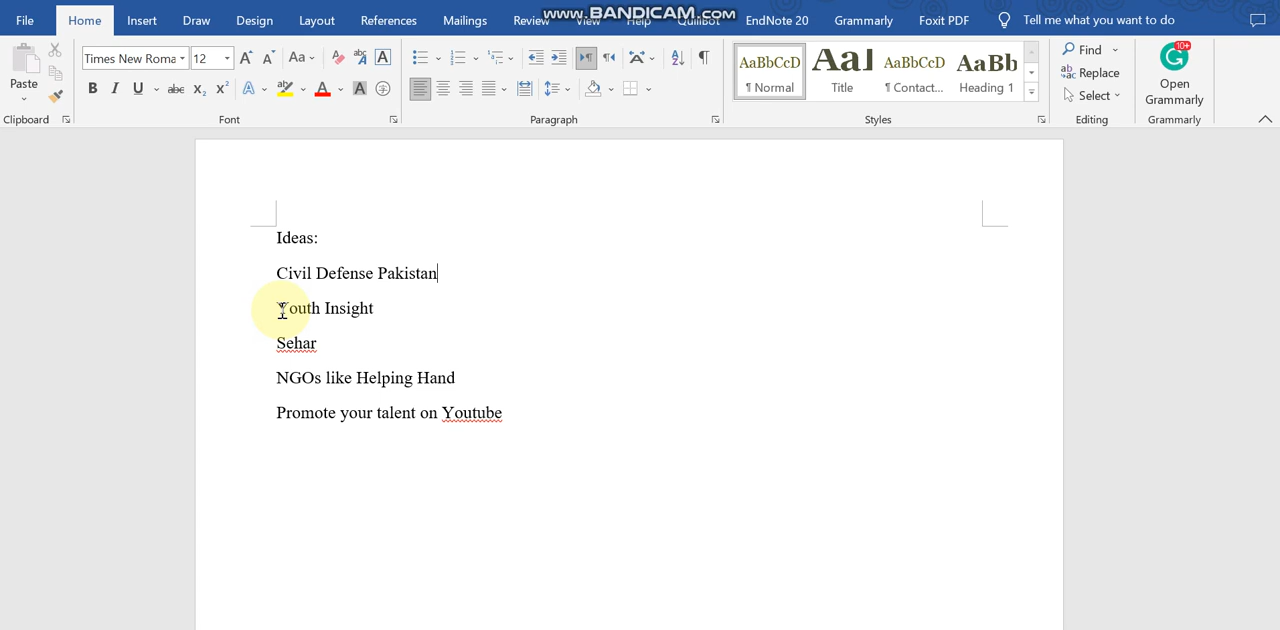 www.BANDICAM.com
File Home Insert Draw Design Layout References Mailings Review View Help QuillBot EndNote 20 Grammarly Foxit PDF Tell me what you want to do
Paste
Clipboard
Times New Roma 12
Font
Paragraph
AaBbCcD AaI AaBbCcD AaBb
¶ Normal Title ¶ Contact... Heading 1
Styles
Find
Replace
Select
Editing
10+
Open
Grammarly
Grammarly
Ideas:
Civil Defense Pakistan
Youth Insight
Sehar
NGOs like Helping Hand
Promote your talent on Youtube